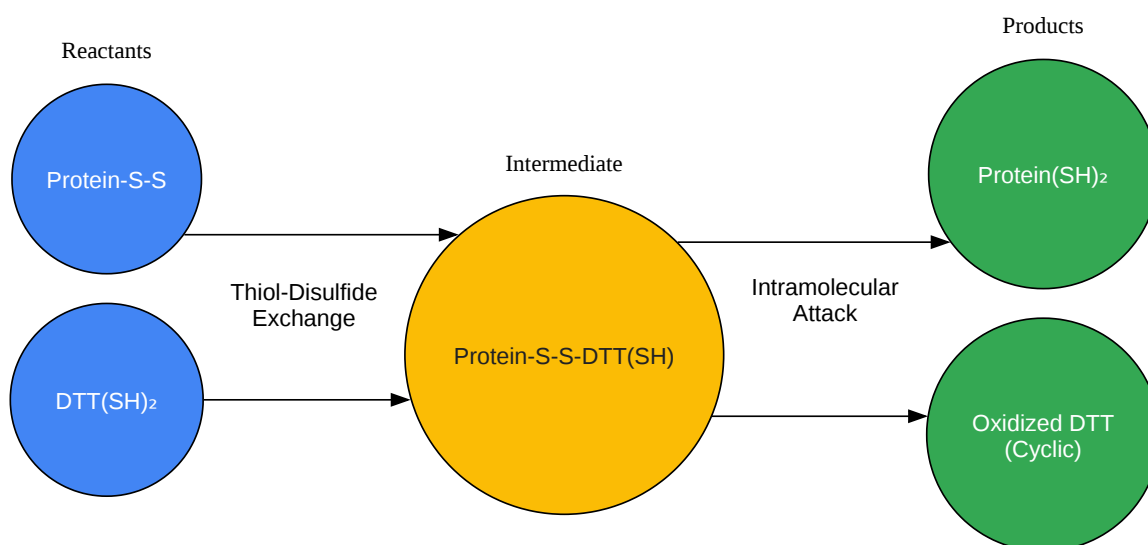 Reactants
Protein-S-S
DTT(SH)₂
Thiol-Disulfide
Exchange
Intermediate
Protein-S-S-DTT(SH)
Intramolecular
Attack
Products
Protein(SH)₂
Oxidized DTT
(Cyclic)